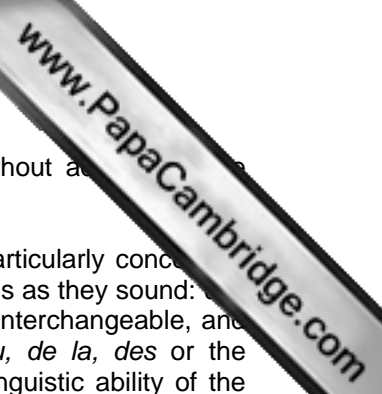 www.PapaCambridge.com
hout a
articularly conc
s as they sound:
nterchangeable, and
u, de la, des or the
nguistic ability of the